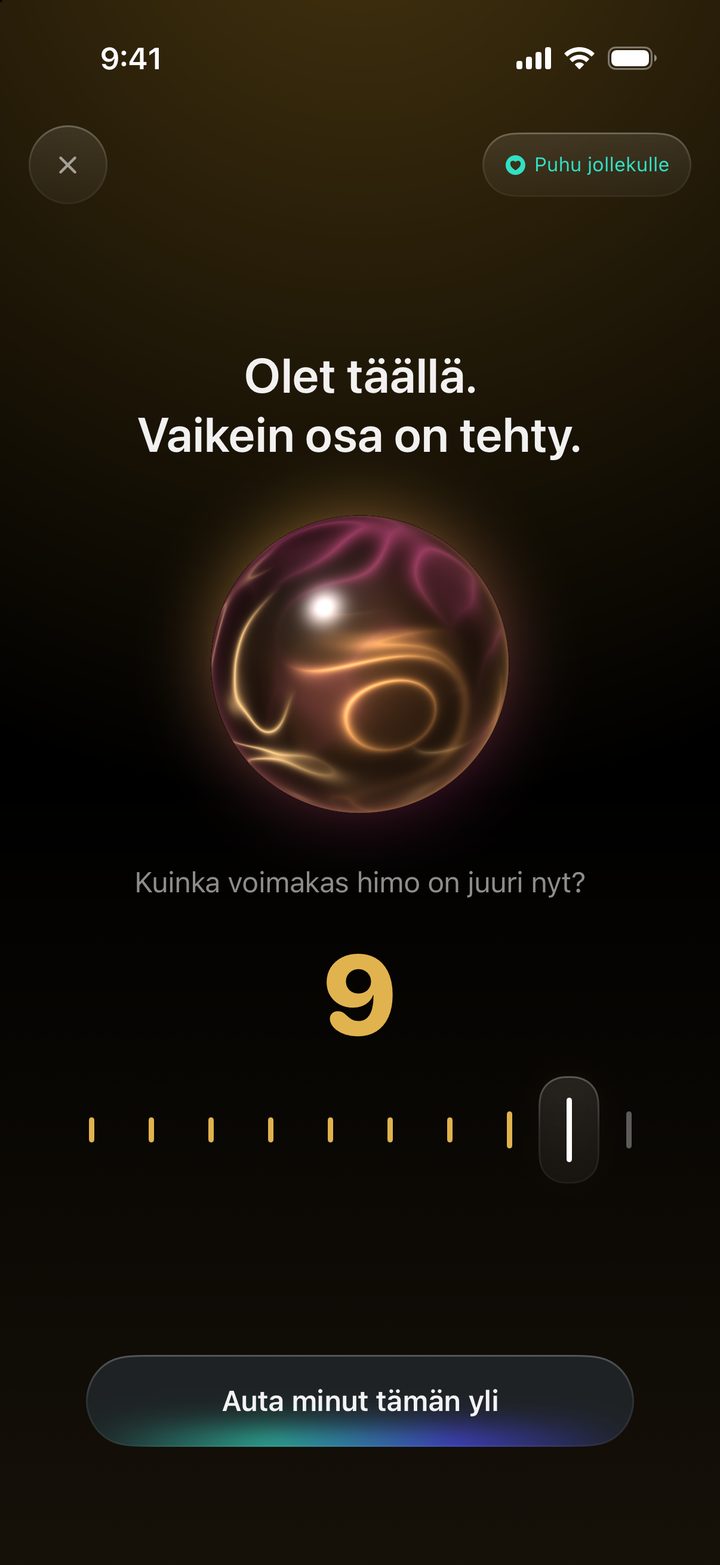 9:41
Puhu jollekulle
Olet täällä.
Vaikein osa on tehty.
Kuinka voimakas himo on juuri nyt?
9
Auta minut tämän yli